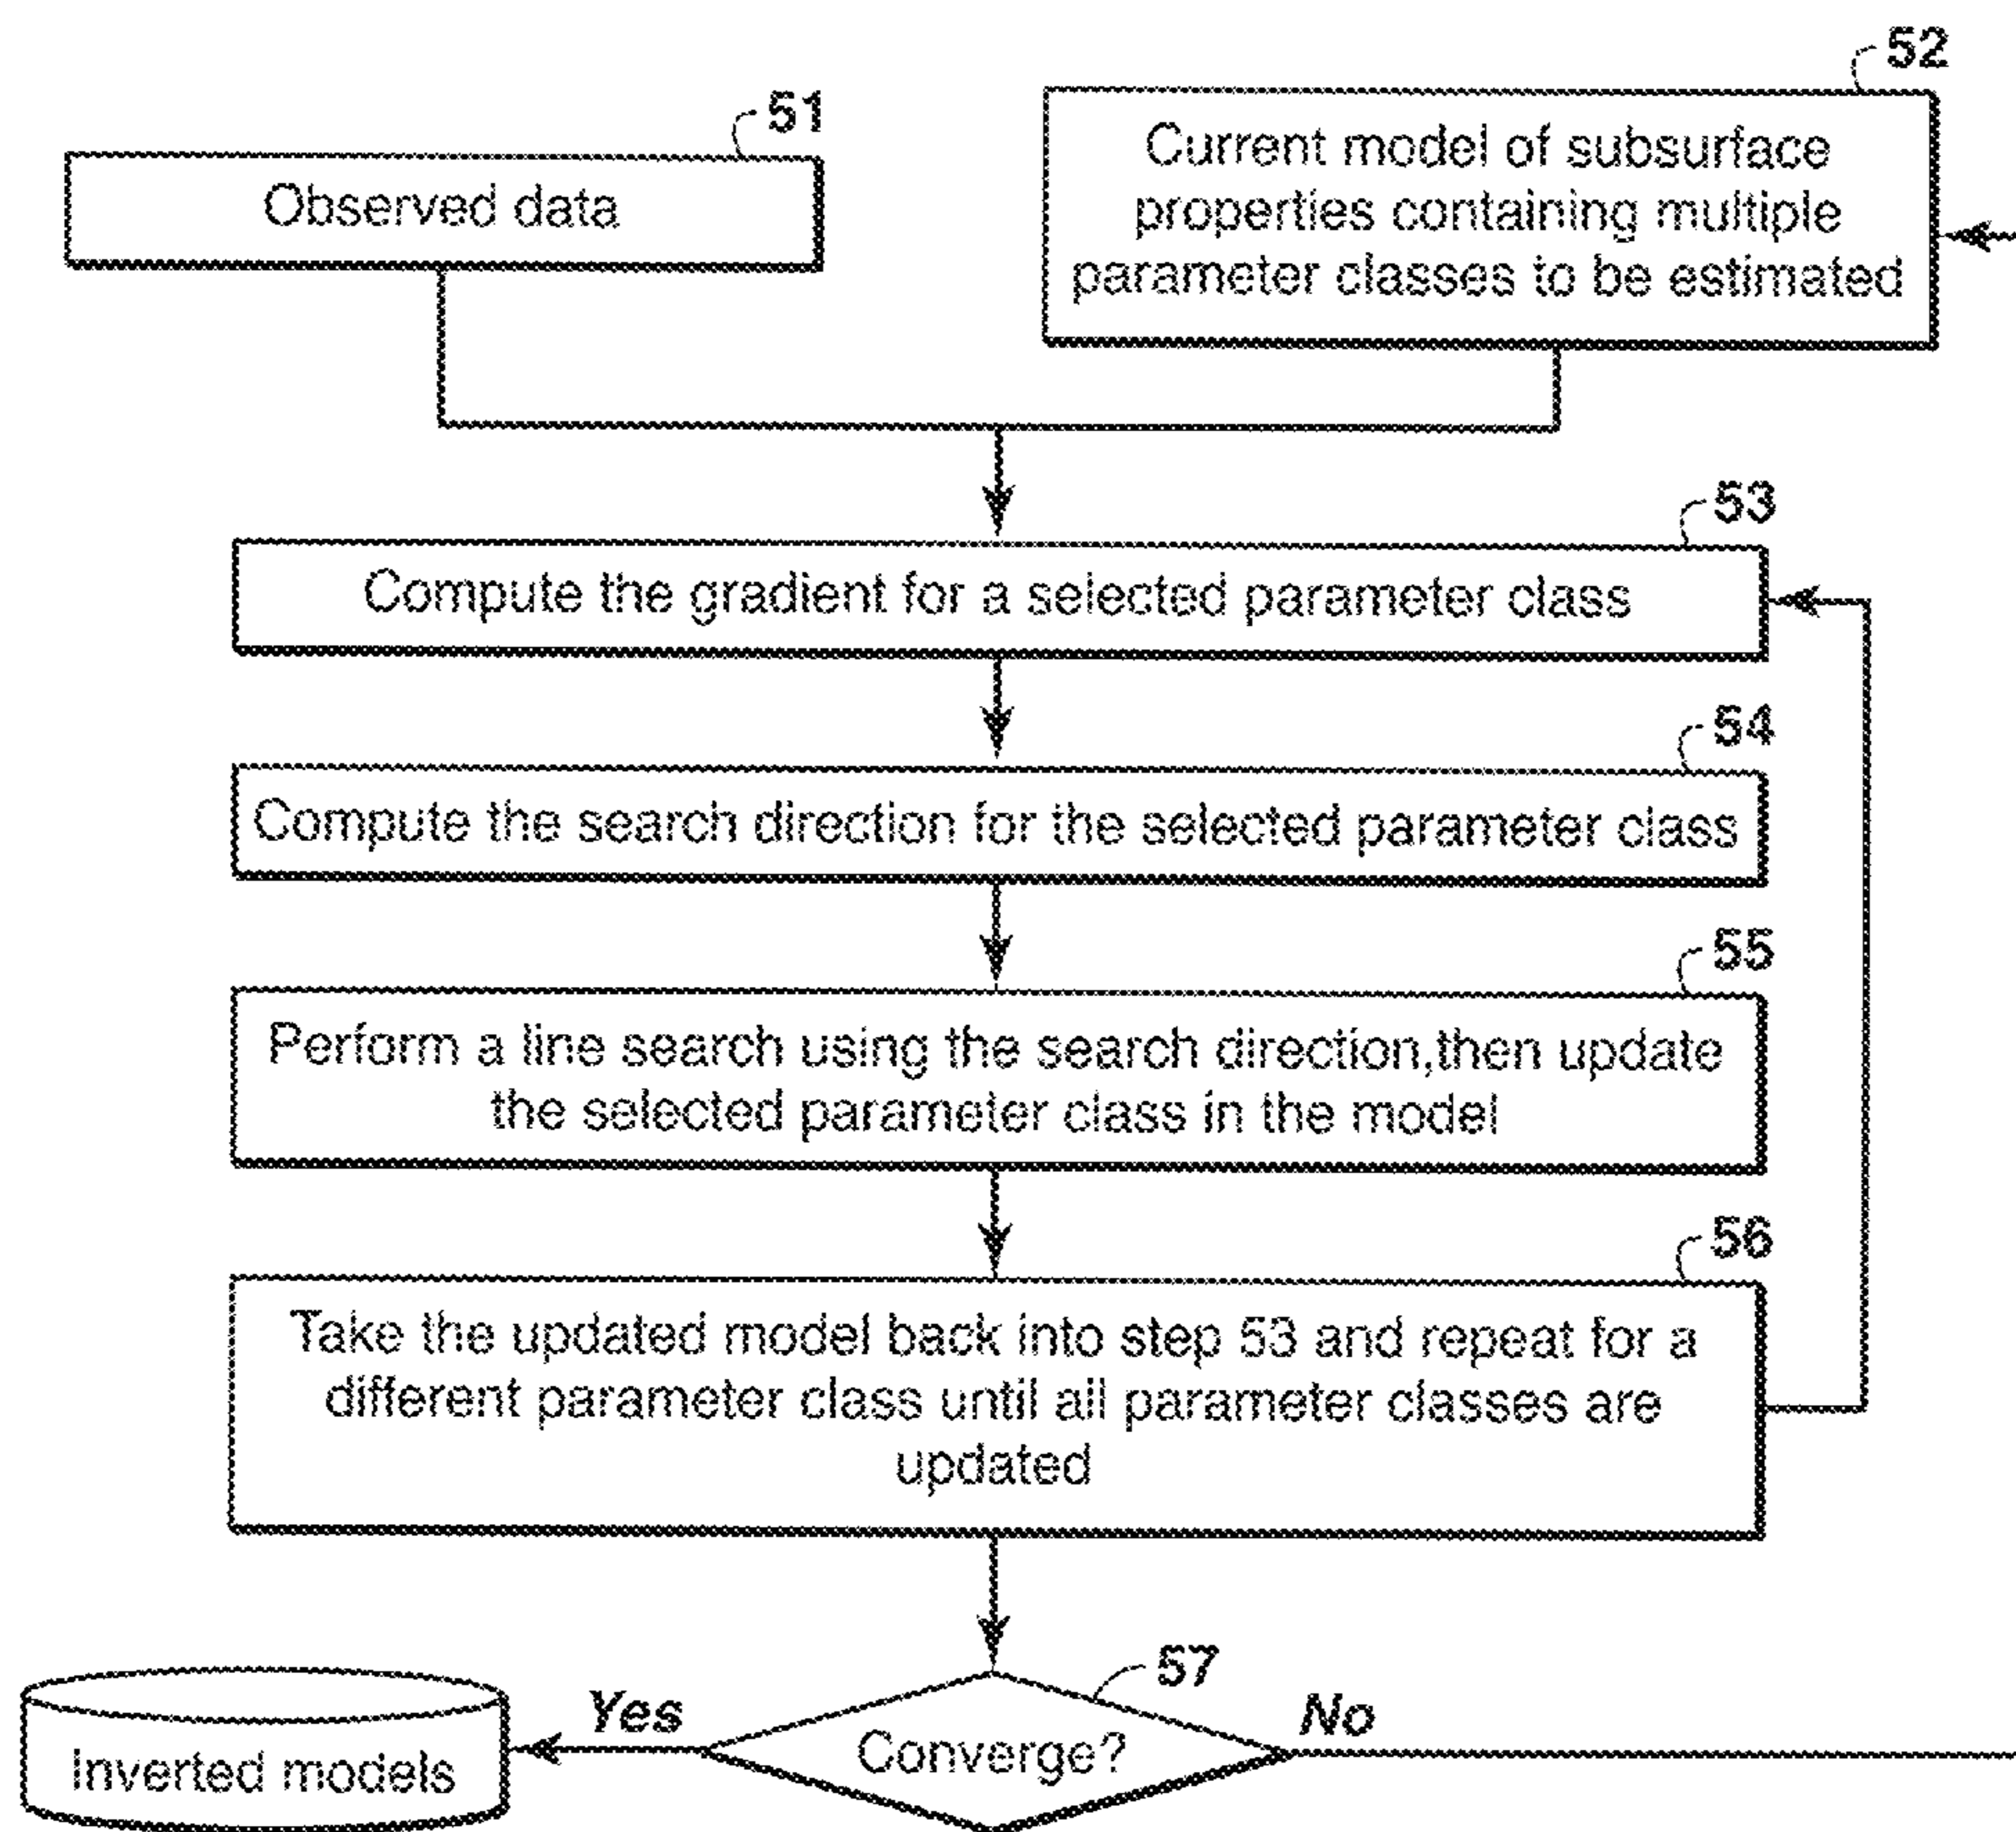 51
Observed data
52
Current model of subsurface
properties containing multiple
parameter classes to be estimated
53
Compute the gradient for a selected parameter class
54
Compute the search direction for the selected parameter class
55
Perform a line search using the search direction,then update
the selected parameter class in the model
56
Take the updated model back into step 53 and repeat for a
different parameter class until all parameter classes are
updated
57
Converge?
Yes
No
Inverted models